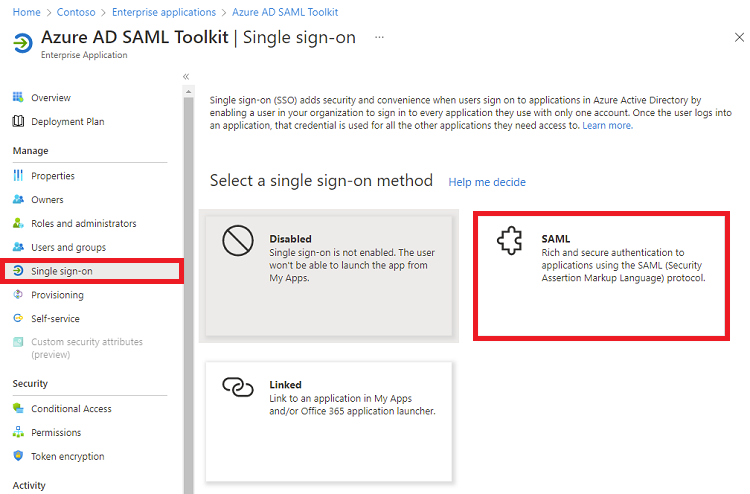 Home > Contoso > Enterprise applications > Azure AD SAML Toolkit
Azure AD SAML Toolkit | Single sign-on ...
Enterprise Application
Overview
Deployment Plan
Manage
Properties
Owners
Roles and administrators
Users and groups
Single sign-on
Provisioning
Self-service
Custom security attributes
(preview)
Security
Conditional Access
Permissions
Token encryption
Activity
Single sign-on (SSO) adds security and convenience when users sign on to applications in Azure Active Directory by
enabling a user in your organization to sign in to every application they use with only one account. Once the user logs into
an application, that credential is used for all the other applications they need access to. Learn more.
Select a single sign-on method Help me decide
Disabled
Single sign-on is not enabled. The user
won't be able to launch the app from
My Apps.
SAML
Rich and secure authentication to
applications using the SAML (Security
Assertion Markup Language) protocol.
Linked
Link to an application in My Apps
and/or Office 365 application launcher.